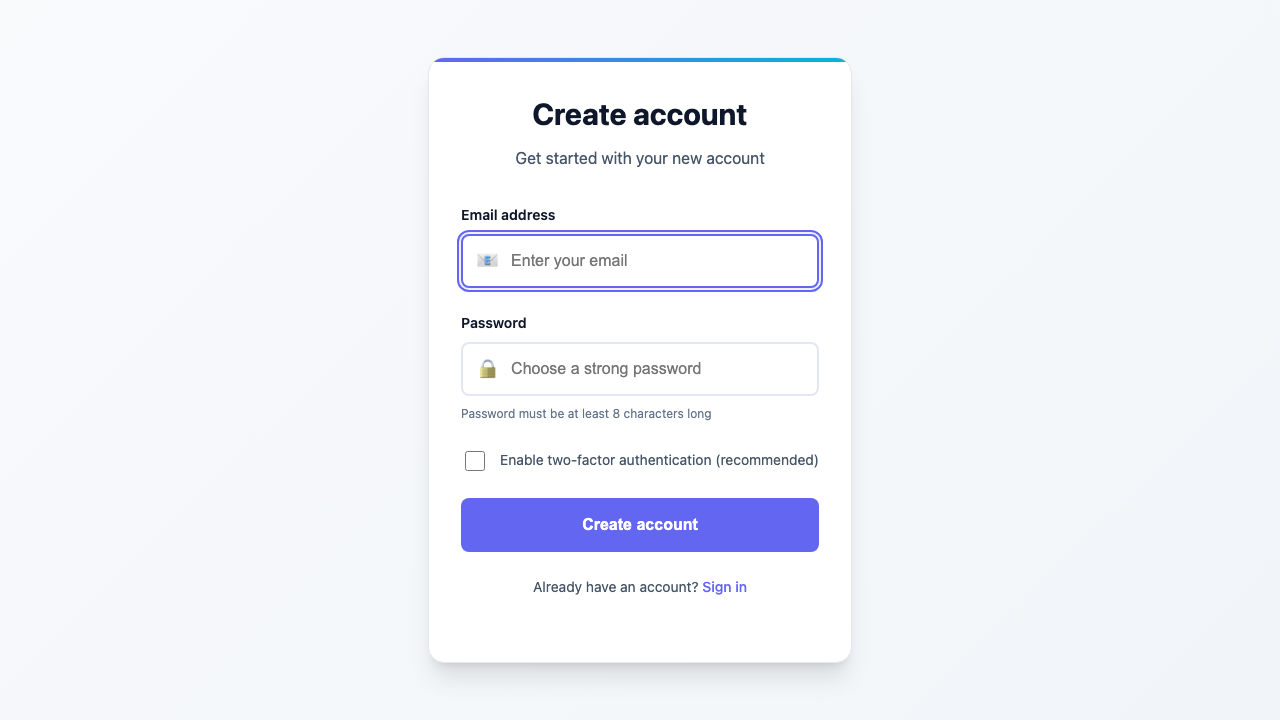 Create account
Get started with your new account
Email address
Enter your email
Password
Choose a strong password
Password must be at least 8 characters long
Enable two-factor authentication (recommended)
Create account
Already have an account? Sign in